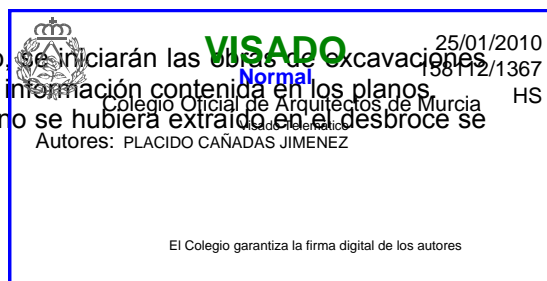 o, se iniciarán las obras de excavaciones
información contenida en los planos.
no se hubiera extraído en el desbroce se
VISADO
Normal
25/01/2010
158112/1367
HS
Colegio Oficial de Arquitectos de Murcia
Visado Telemático
Autores: PLACIDO CAÑADAS JIMENEZ
El Colegio garantiza la firma digital de los autores